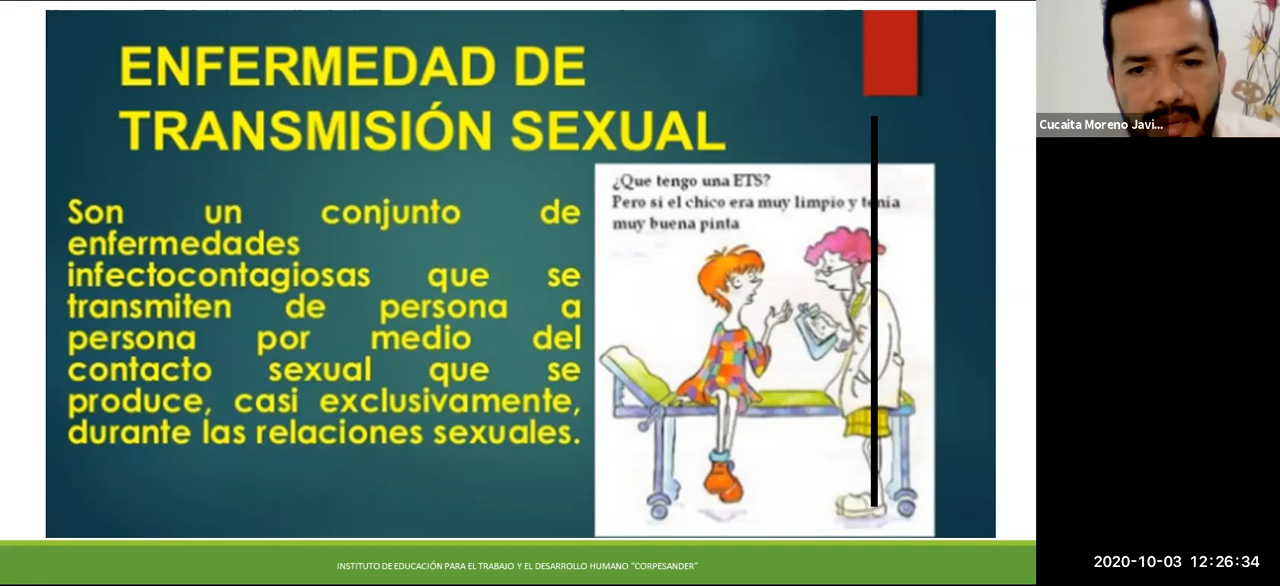 ENFERMEDAD DE
TRANSMISIÓN SEXUAL
Son un conjunto de
enfermedades
infectocontagiosas que se
transmiten de persona a
persona por medio del
contacto sexual que se
produce, casi exclusivamente,
durante las relaciones sexuales.
¿Que tengo una ETS?
Pero si el chico era muy limpio y tenía
muy buena pinta
INSTITUTO DE EDUCACIÓN PARA EL TRABAJO Y EL DESARROLLO HUMANO “CORPESANDER”
Cucaita Moreno Javi...
2020-10-03 12:26:34